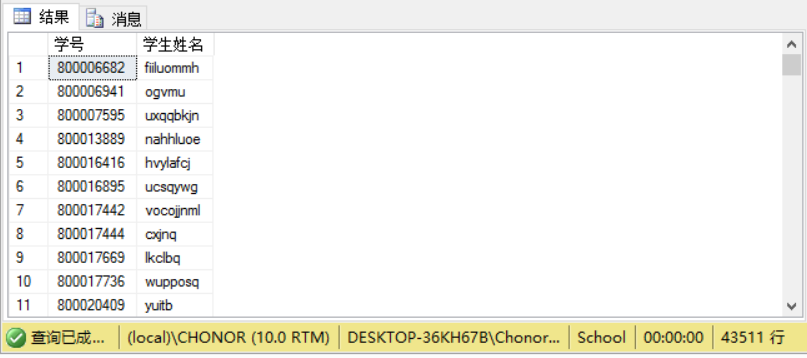 结果 消息
学号 学生姓名
1 800006682 fiiluommh
2 800006941 ogvmu
3 800007595 uxqqbkjn
4 800013889 nahhluoe
5 800016416 hvylafcj
6 800016895 ucsqywg
7 800017442 vocojjnml
8 800017444 cxjnq
9 800017669 lkclbq
10 800017736 wupposq
11 800020409 yuitb
查询已成... (local)\CHONOR (10.0 RTM) DESKTOP-36KH67B\Chonor... School 00:00:00 43511 行